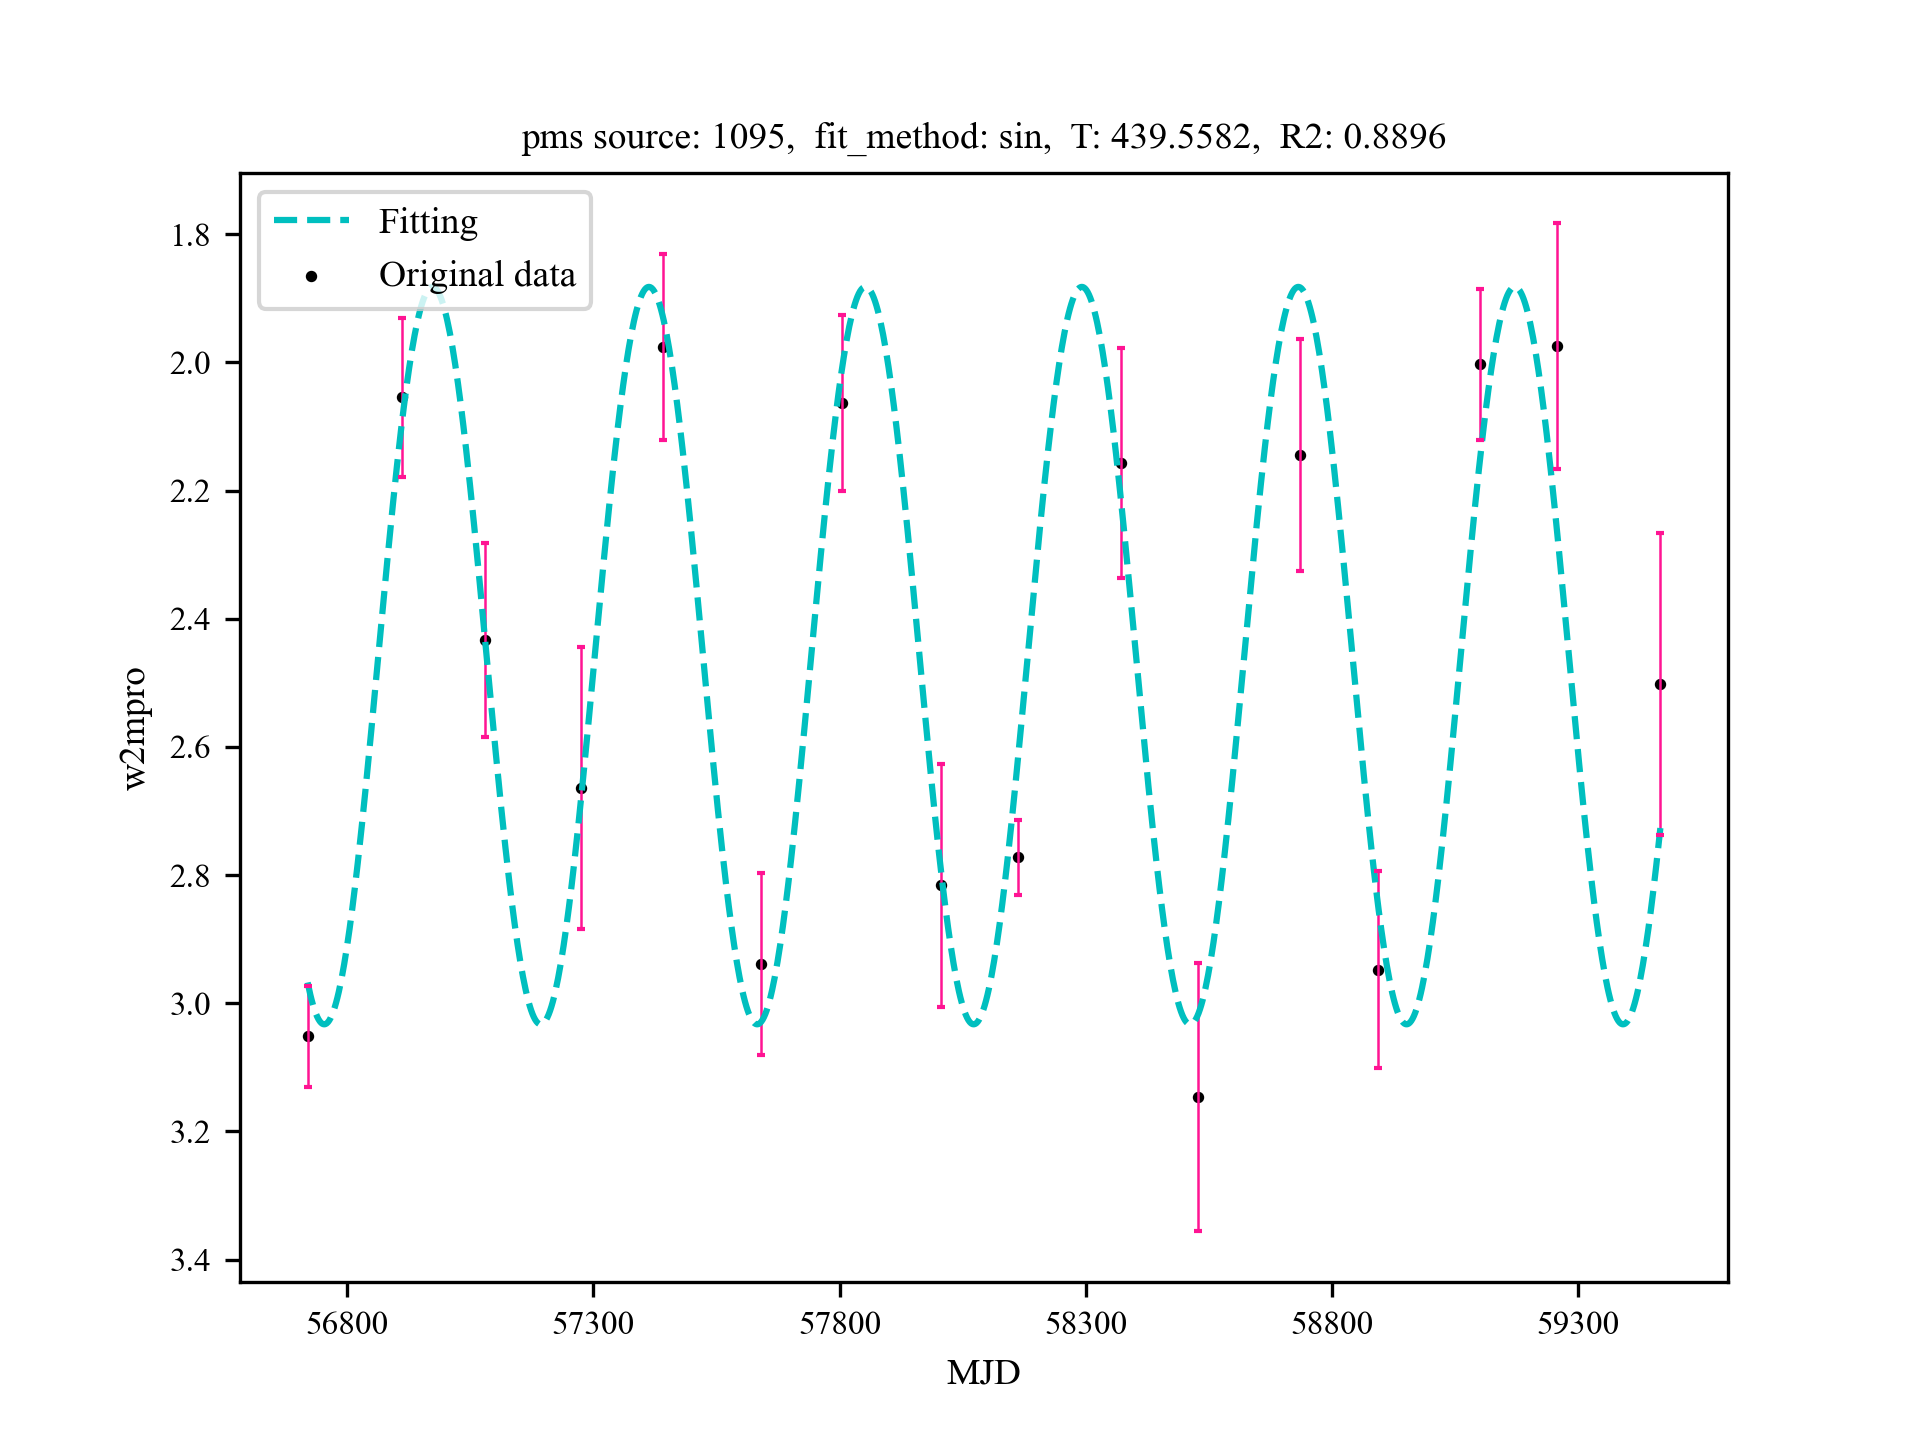 pms source: 1095,  fit_method: sin,  T: 439.5582,  R2: 0.8896
Fitting
Original data
1.8
2.0
2.2
2.4
2.6
2.8
3.0
3.2
3.4
w2mpro
56800 57300 57800 58300 58800 59300
MJD